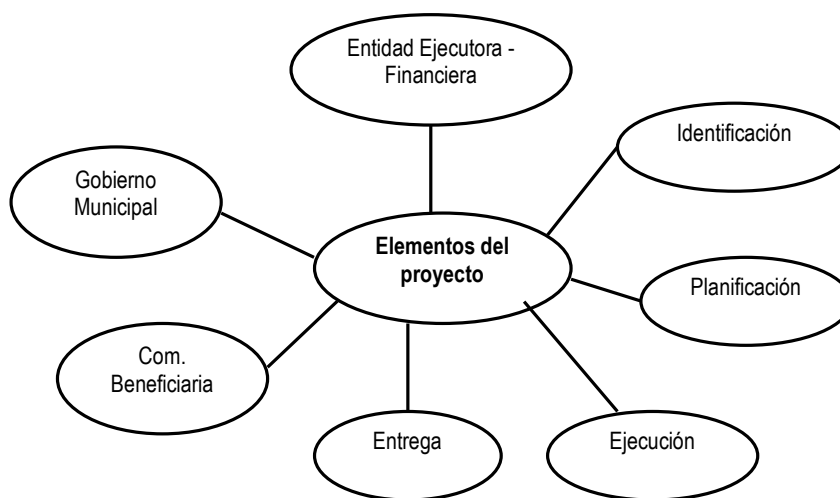 Entidad Ejecutora -
Financiera
Identificación
Gobierno
Municipal
Elementos del
proyecto
Planificación
Com.
Beneficiaria
Entrega
Ejecución